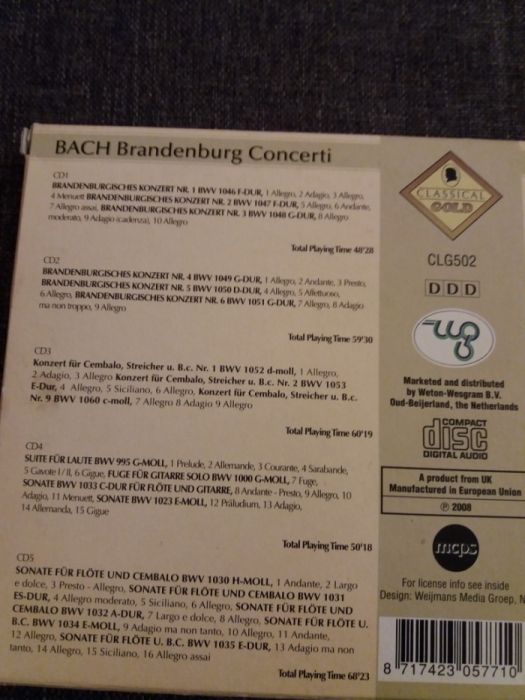 BACH Brandenburg Concerti
CD1
BRANDENBURGISCHES KONZERT NR. 1 BWV 1046 F-DUR, 1 Allegro, 2 Adagio, 3 Allegro,
4 Menuett BRANDENBURGISCHES KONZERT NR. 2 BWV 1047 F-DUR, 5 Allegro, 6 Andante,
7 Allegro assai, BRANDENBURGISCHES KONZERT NR. 3 BWV 1048 G-DUR, 8 Allegro
moderato, 9 Adagio (cadenza), 10 Allegro
Total Playing Time 48'28
CD2
BRANDENBURGISCHES KONZERT NR. 4 BWV 1049 G-DUR, 1 Allegro, 2 Andante, 3 Presto,
BRANDENBURGISCHES KONZERT NR. 5 BWV 1050 D-DUR, 4 Allegro, 5 Affettuoso,
6 Allegro, BRANDENBURGISCHES KONZERT NR. 6 BWV 1051 G-DUR, 7 Allegro, 8 Adagio
ma non troppo, 9 Allegro
Total Playing Time 59'30
CD3
Konzert für Cembalo, Streicher u. B.c. Nr. 1 BWV 1052 d-moll, 1 Allegro,
2 Adagio, 3 Allegro Konzert für Cembalo, Streicher u. B.c. Nr. 2 BWV 1053
E-Dur, 4 Allegro, 5 Siciliano, 6 Allegro, Konzert für Cembalo, Streicher u. B.c.
Nr. 9 BWV 1060 c-moll, 7 Allegro 8 Adagio 9 Allegro
Total Playing Time 60'19
CD4
SUITE FÜR LAUTE BWV 995 G-MOLL, 1 Prelude, 2 Allemande, 3 Courante, 4 Sarabande,
5 Gavotte I/II, 6 Gigue, FUGE FÜR GITARRE SOLO BWV 1000 G-MOLL, 7 Fuge,
SONATE BWV 1033 C-DUR FÜR FLÖTE UND GITARRE, 8 Andante - Presto, 9 Allegro, 10
Adagio, 11 Menuett, SONATE BWV 1023 E-MOLL, 12 Präludium, 13 Adagio,
14 Allemanda, 15 Gigue
Total Playing Time 50'18
CD5
SONATE FÜR FLÖTE UND CEMBALO BWV 1030 H-MOLL, 1 Andante, 2 Largo
e dolce, 3 Presto - Allegro, SONATE FÜR FLÖTE UND CEMBALO BWV 1031
ES-DUR, 4 Allegro moderato, 5 Siciliano, 6 Allegro, SONATE FÜR FLÖTE UND
CEMBALO BWV 1032 A-DUR, 7 Largo e dolce, 8 Allegro, SONATE FÜR FLÖTE U.
B.C. BWV 1034 E-MOLL, 9 Adagio ma non tanto, 10 Allegro, 11 Andante,
12 Allegro, SONATE FÜR FLÖTE U. B.C. BWV 1035 E-DUR, 13 Adagio ma non
tanto, 14 Allegro, 15 Siciliano, 16 Allegro assai
Total Playing Time 68'23
CLASSICAL
GOLD
CLG502
DDD
wg
Marketed and distributed
by Weton-Wesgram B.V.
Oud-Beijerland, the Netherlands
COMPACT
disc
DIGITAL AUDIO
A product from UK
Manufactured in European Union
℗ 2008
mcps
For license info see inside
Design: Weijmans Media Groep, N
8 717423 057710